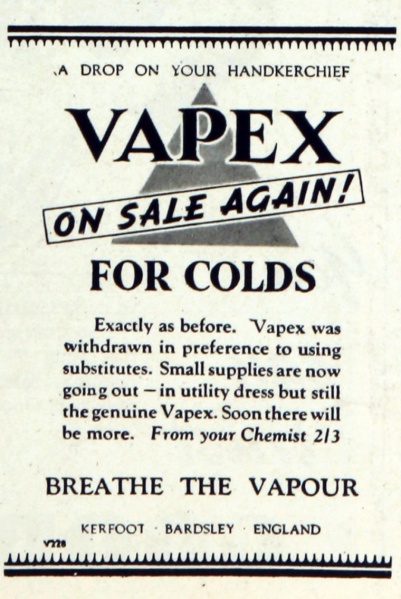 A DROP ON YOUR HANDKERCHIEF
VAPEX
ON SALE AGAIN!
FOR COLDS
Exactly as before. Vapex was
withdrawn in preference to using
substitutes. Small supplies are now
going out — in utility dress but still
the genuine Vapex. Soon there will
be more. From your Chemist 2/3
BREATHE THE VAPOUR
KERFOOT · BARDSLEY · ENGLAND
V228